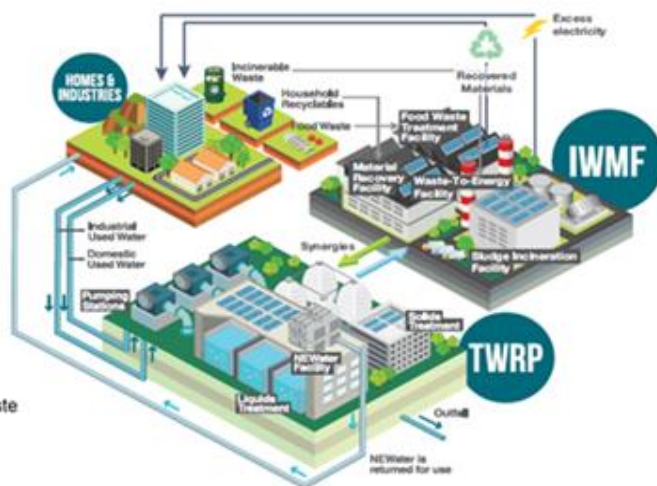 Excess
electricity
HOMES &
INDUSTRIES
Incinerable
Waste
Recovered
Materials
Household
Recyclables
Food Waste
Food Waste
Treatment
Facility
IWMF
Material
Recovery
Facility
Waste-To-Energy
Facility
Industrial
Used Water
Domestic
Used Water
Synergies
Sludge Incineration
Facility
Pumping
Stations
Solids
Treatment
NEWater
Facility
TWRP
Liquids
Treatment
Outfall
NEWater is
returned for use